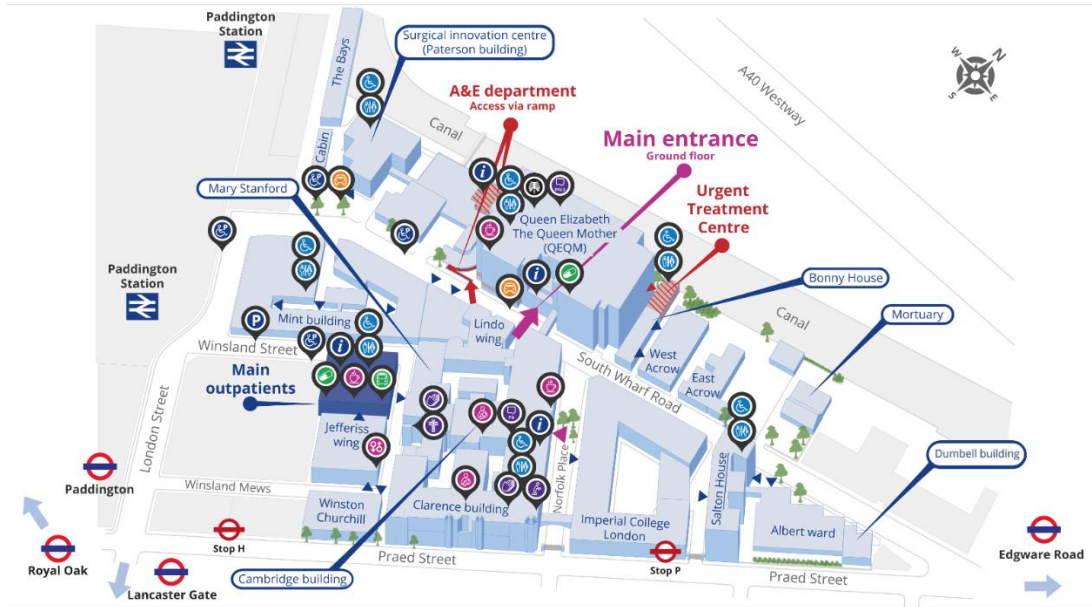 Paddington
Station
Surgical innovation centre
(Paterson building)
The Bays
A40 Westway
N
W
E
S
A&E department
Access via ramp
Canal
Main entrance
Ground floor
Cabin
Mary Stanford
Urgent
Treatment
Centre
Queen Elizabeth
The Queen Mother
(QEQM)
Paddington
Station
Bonny House
Canal
Mortuary
Mint building
Lindo
wing
Winsland Street
P
South Wharf Road
West
Acrow
East
Acrow
Main
outpatients
London Street
Jefferiss
wing
Norfolk Place
Salton House
Dumbell building
Paddington
Winsland Mews
Winston
Churchill
Clarence building
Imperial College
London
Albert ward
Stop H
Praed Street
Stop P
Praed Street
Edgware Road
Royal Oak
Cambridge building
Lancaster Gate